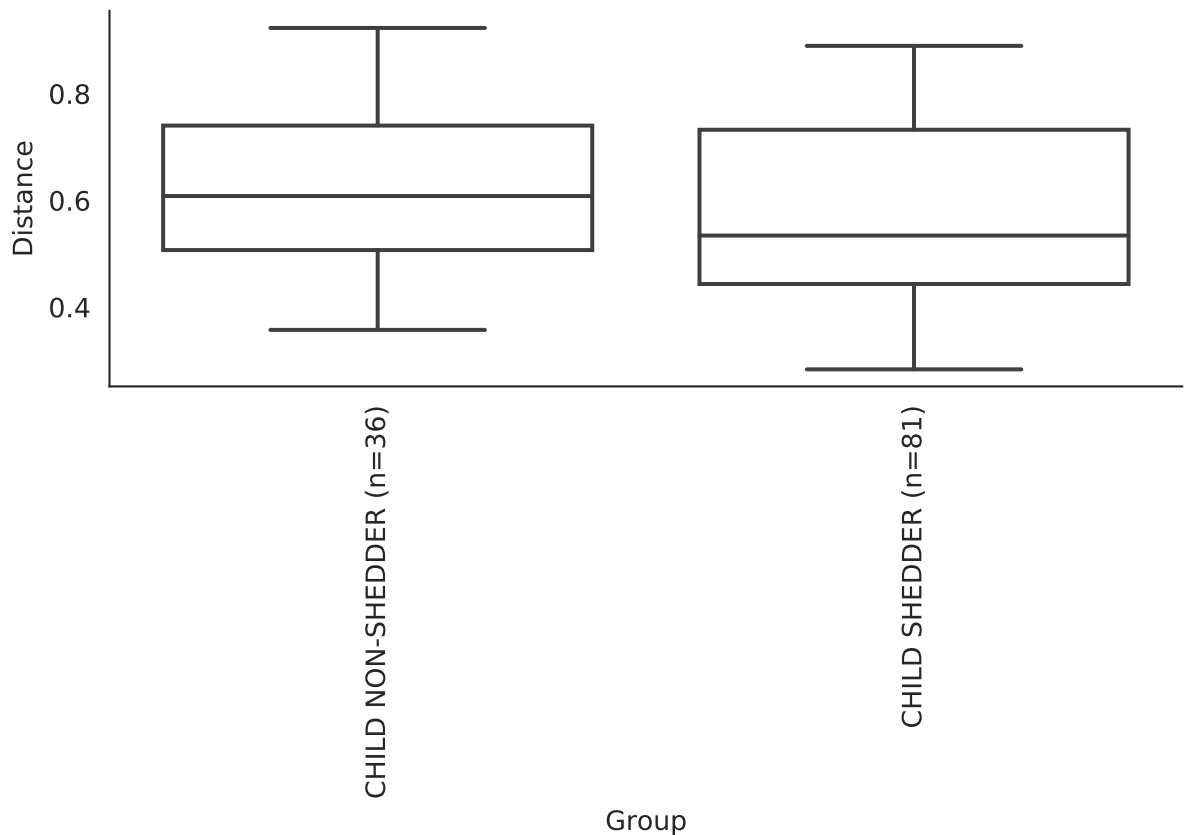 Distance
0.8
0.6
0.4
CHILD NON-SHEDDER (n=36)
CHILD SHEDDER (n=81)
Group